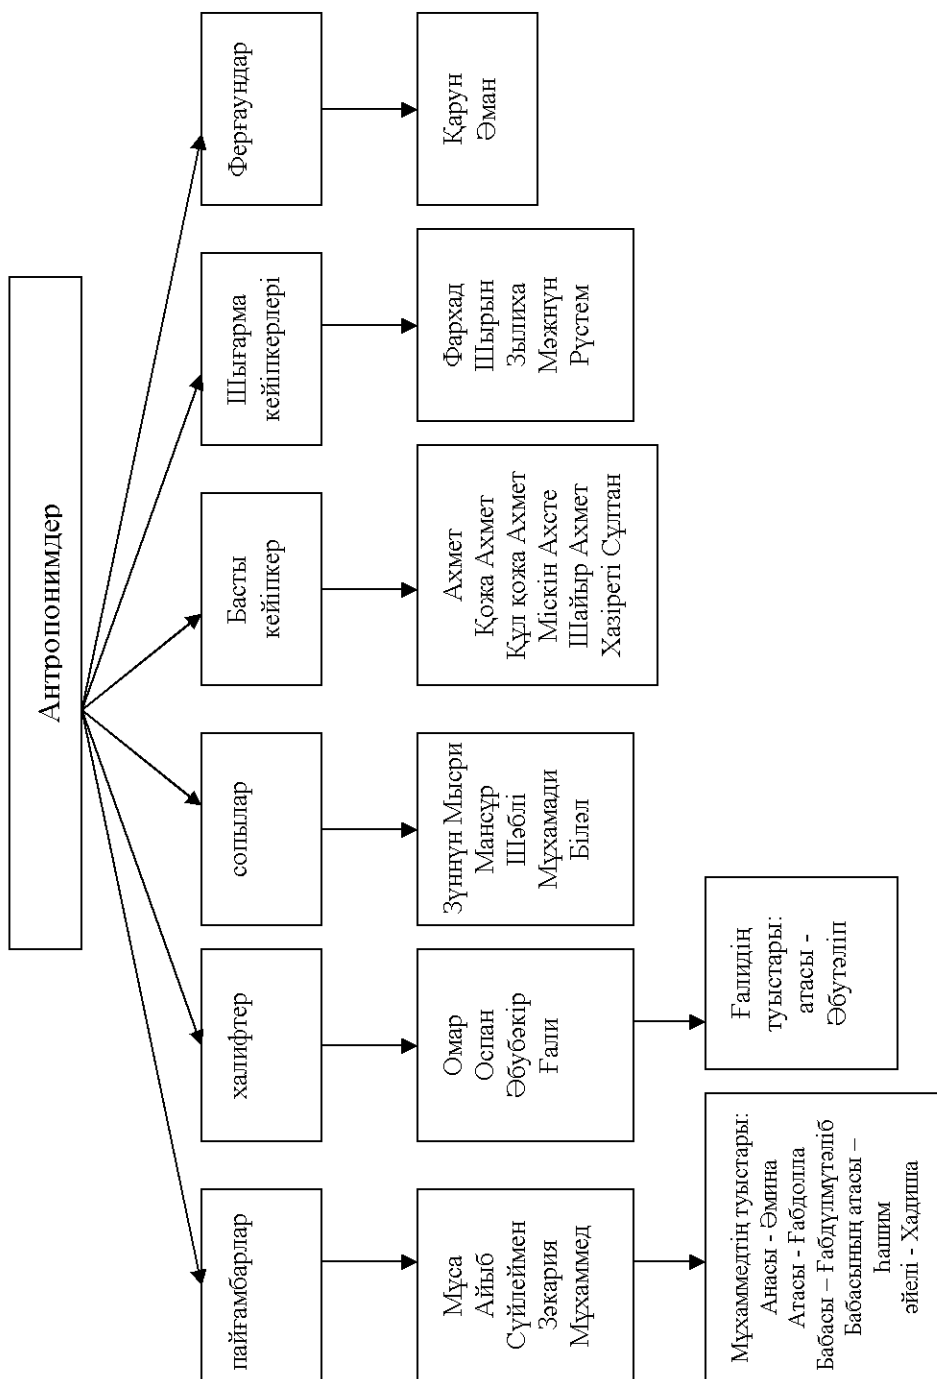 Антропонимдер
пайғамбарлар
халифтер
сопылар
Басты
кейіпкер
Шығарма
кейіпкерлері
Ферғаундар
Мұса
Айыб
Сүйлеймен
Зәкария
Мұхаммед
Омар
Оспан
Әбубәкір
Ғали
Зүннүн Мысри
Мансұр
Шәблі
Мұхамади
Біләл
Ахмет
Қожа Ахмет
Құл қожа Ахмет
Міскін Ахсте
Шайыр Ахмет
Хазіреті Сұлтан
Фархад
Шырын
Зылиха
Мәжнүн
Рүстем
Қарун
Әман
Мұхаммедтің туыстары:
Анасы - Әмина
Атасы - Ғабдолла
Бабасы – Ғабдүлмүтәліб
Бабасының атасы –
һашим
әйелі - Хадиша
Ғалидің
туыстары:
атасы -
Әбутәліп